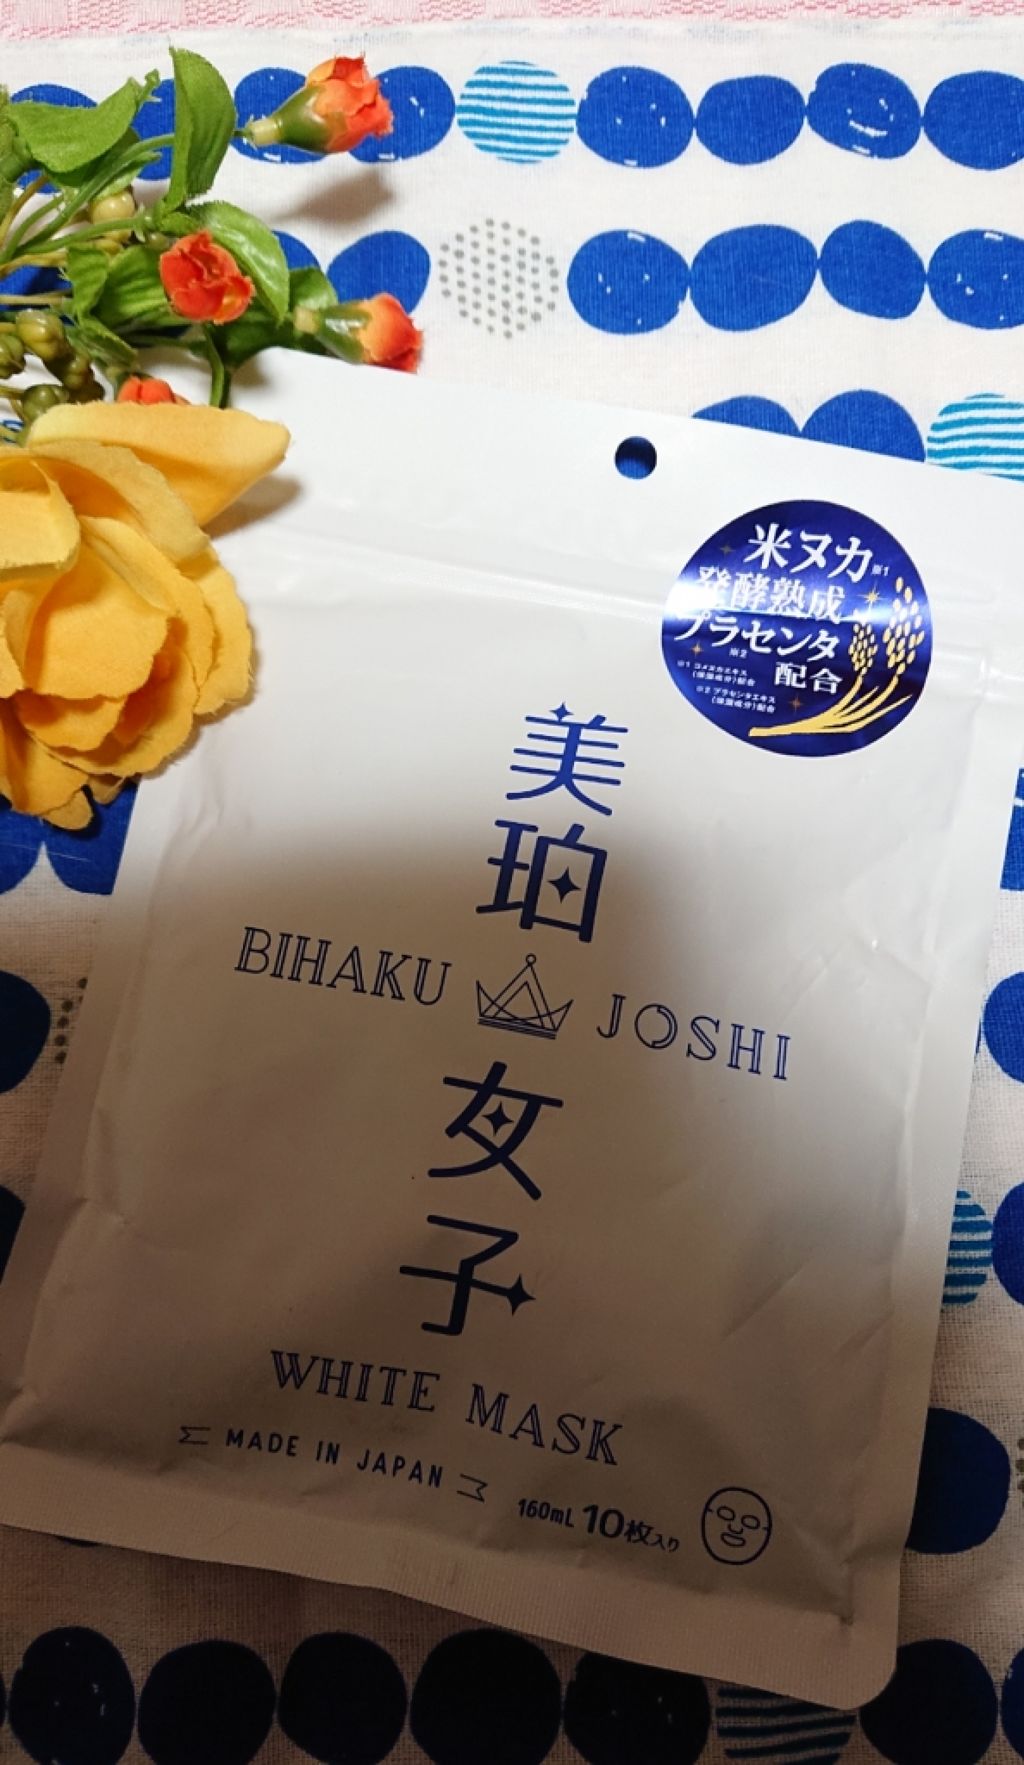 米ヌカ※1
発酵熟成
プラセンタ
※2
配合
※1 コメヌカエキス
(保湿成分)配合
※2 プラセンタエキス
(保湿成分)配合
美
珀
BIHAKU JOSHI
女
子
WHITE MASK
MADE IN JAPAN
160mL 10枚入り